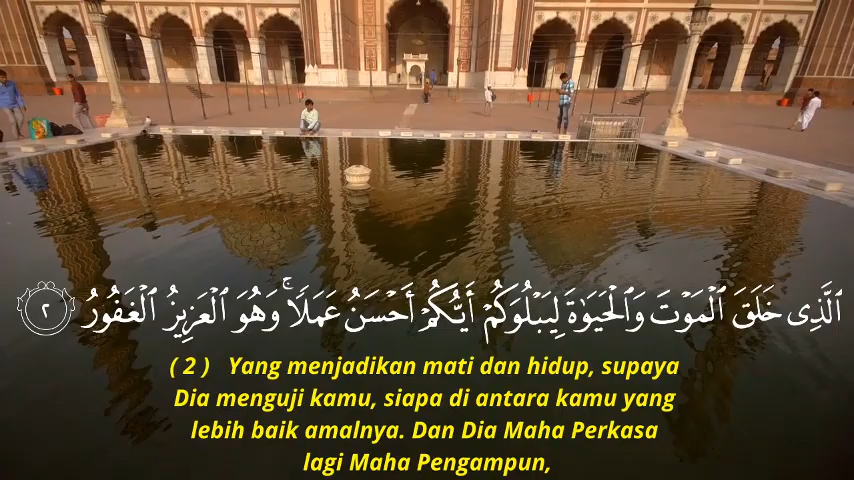 ٱلَّذِى خَلَقَ ٱلْمَوْتَ وَٱلْحَيَوٰةَ لِيَبْلُوَكُمْ أَيُّكُمْ أَحْسَنُ عَمَلًا ۚ وَهُوَ ٱلْعَزِيزُ ٱلْغَفُورُ ٢
( 2 ) Yang menjadikan mati dan hidup, supaya
Dia menguji kamu, siapa di antara kamu yang
lebih baik amalnya. Dan Dia Maha Perkasa
lagi Maha Pengampun,